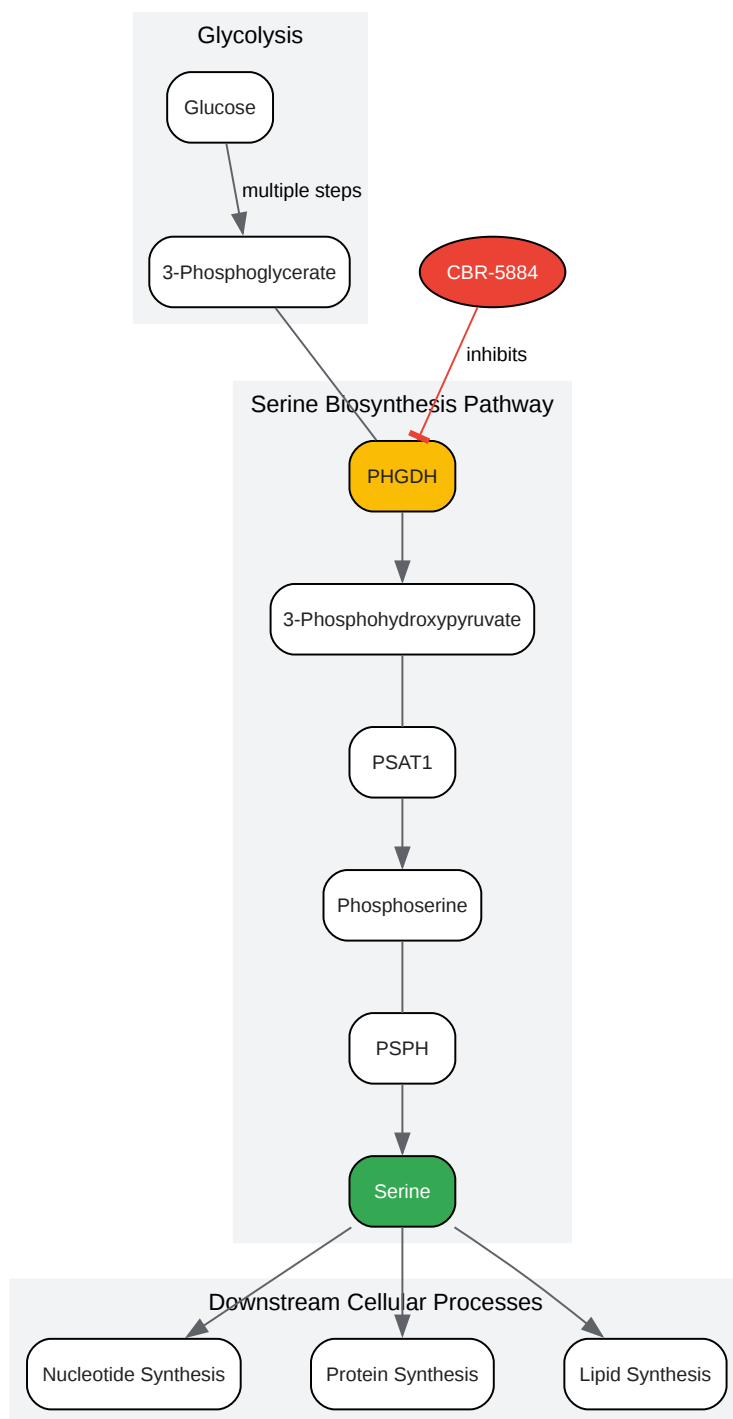 Glycolysis
Glucose
multiple steps
3-Phosphoglycerate
CBR-5884
inhibits
Serine Biosynthesis Pathway
PHGDH
3-Phosphohydroxypyruvate
PSAT1
Phosphoserine
PSPH
Serine
Downstream Cellular Processes
Nucleotide Synthesis
Protein Synthesis
Lipid Synthesis